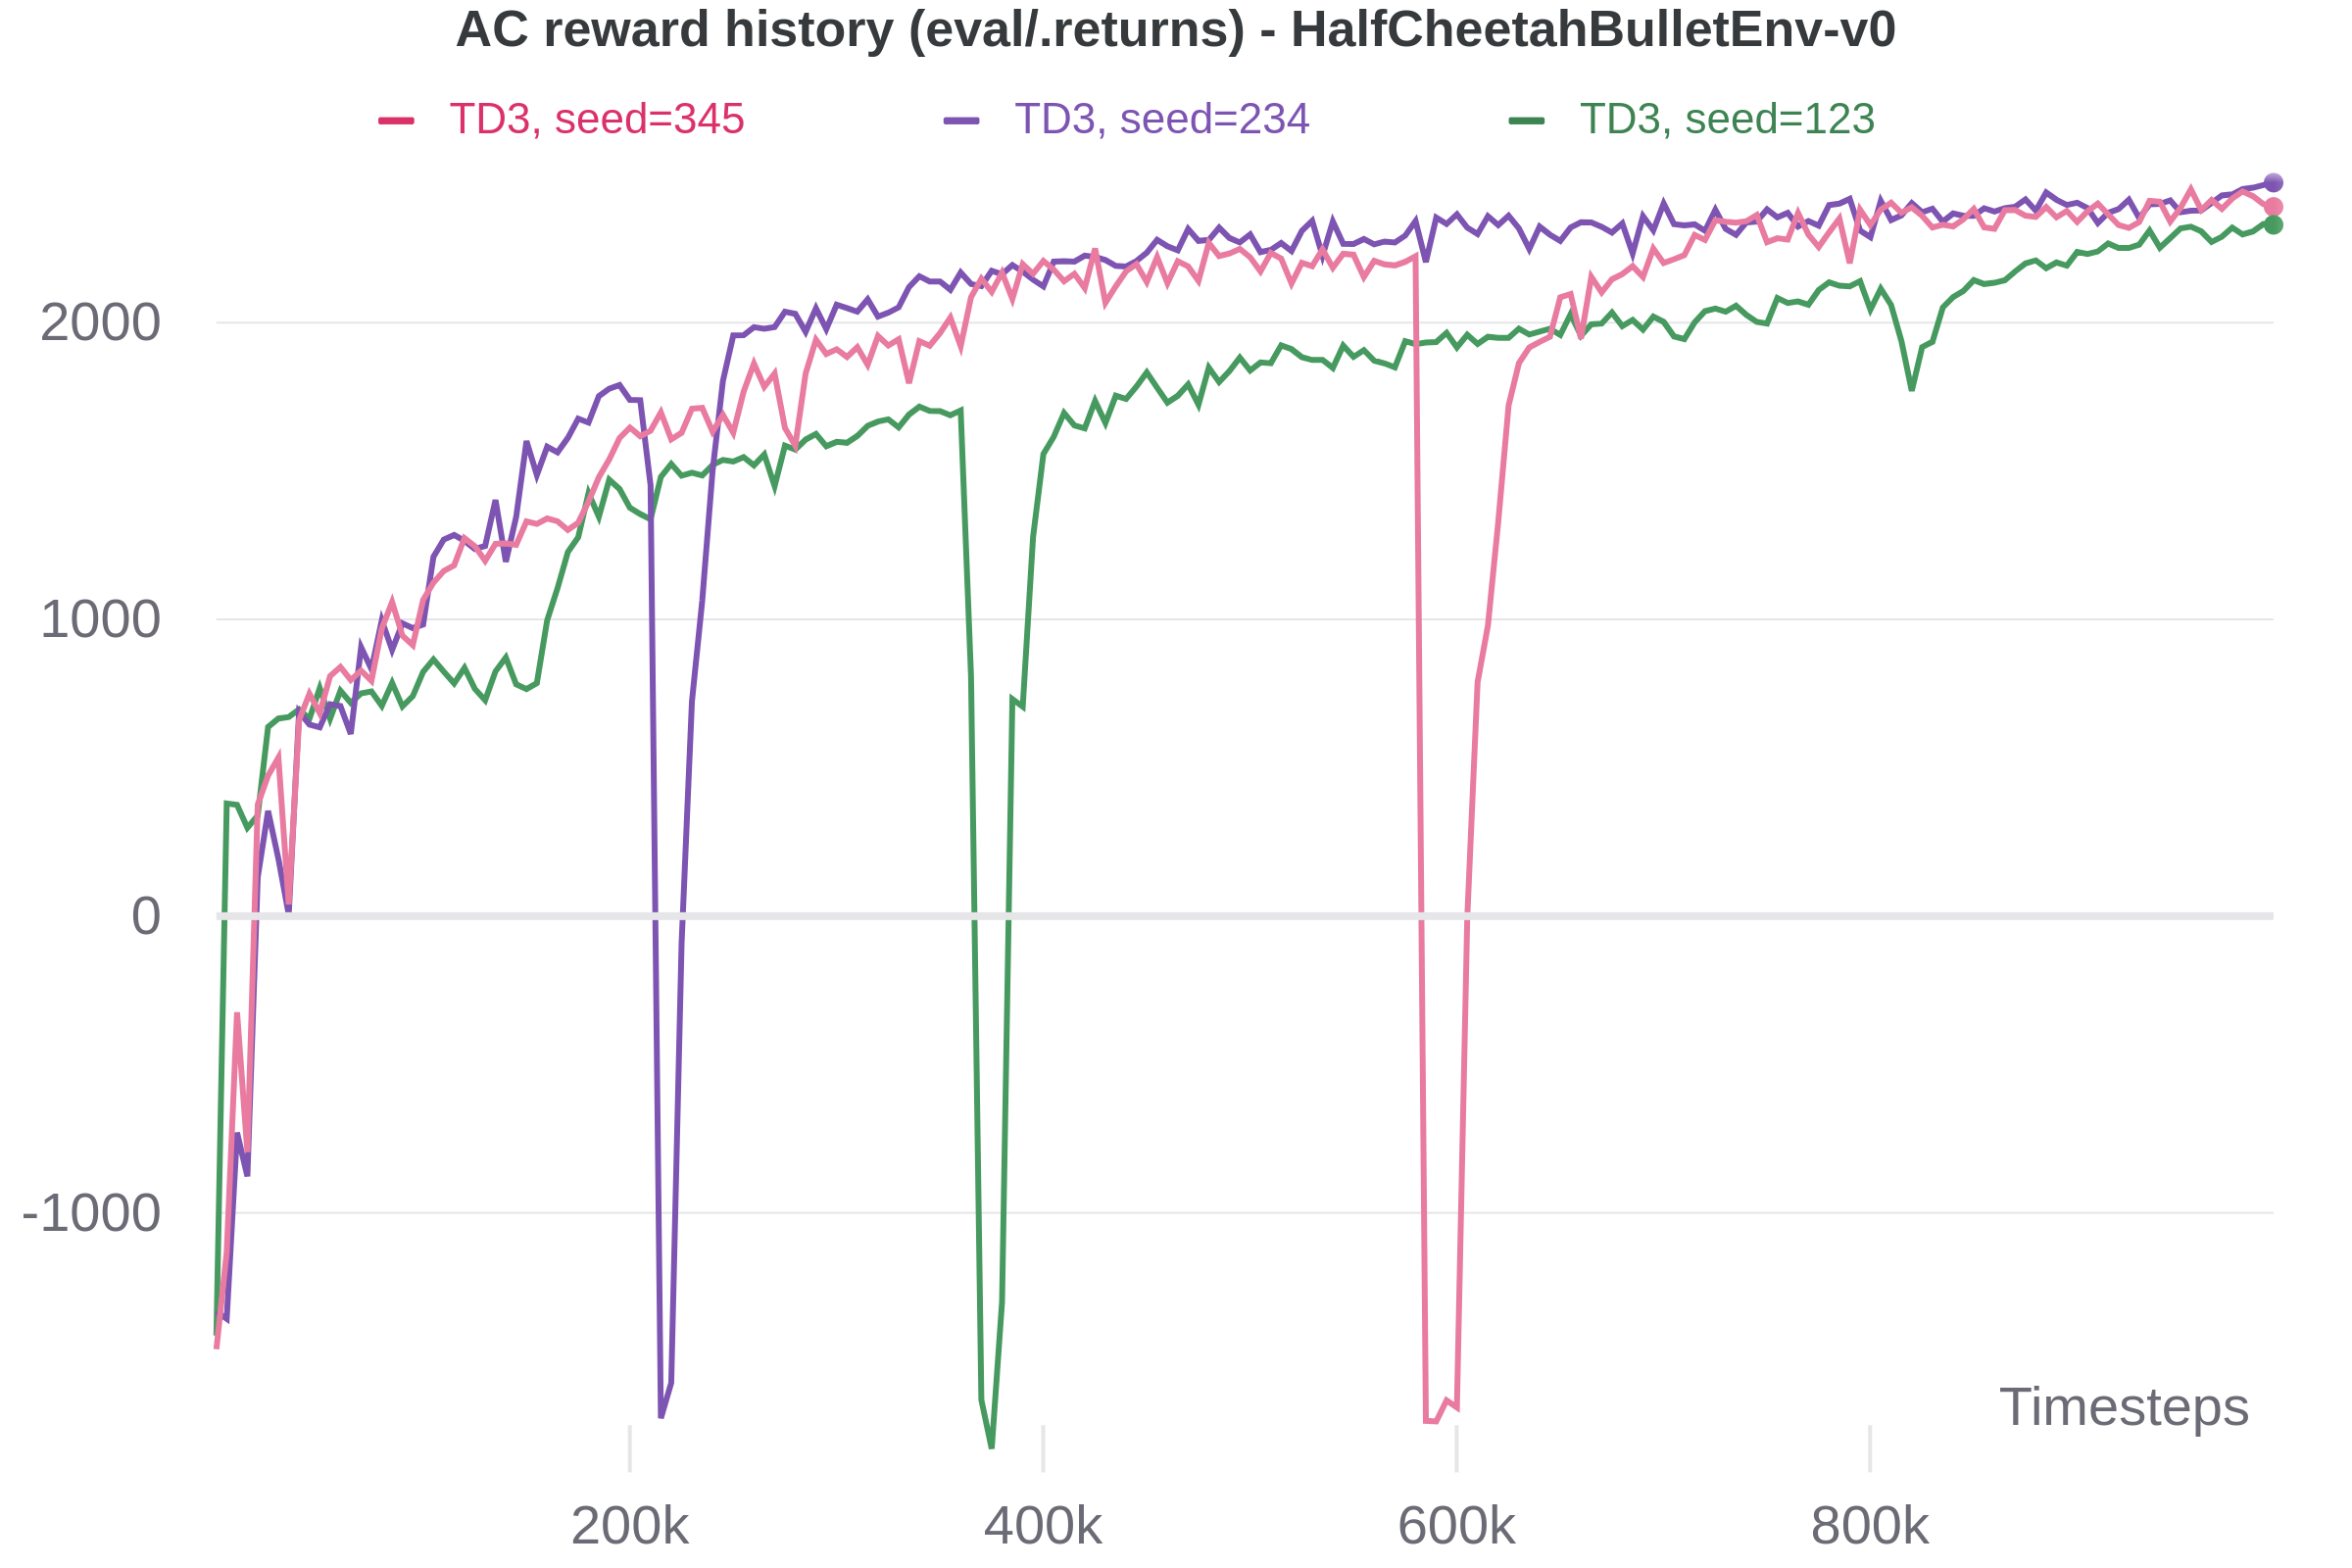 AC reward history (eval/.returns) - HalfCheetahBulletEnv-v0
TD3, seed=345
TD3, seed=234
TD3, seed=123
2000
1000
0
-1000
Timesteps
200k
400k
600k
800k